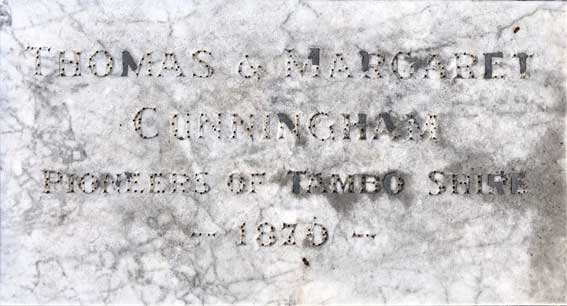 THOMAS & MARGARET
CUNNINGHAM
PIONEERS OF TAMBO SHIRE
~ 1870 ~